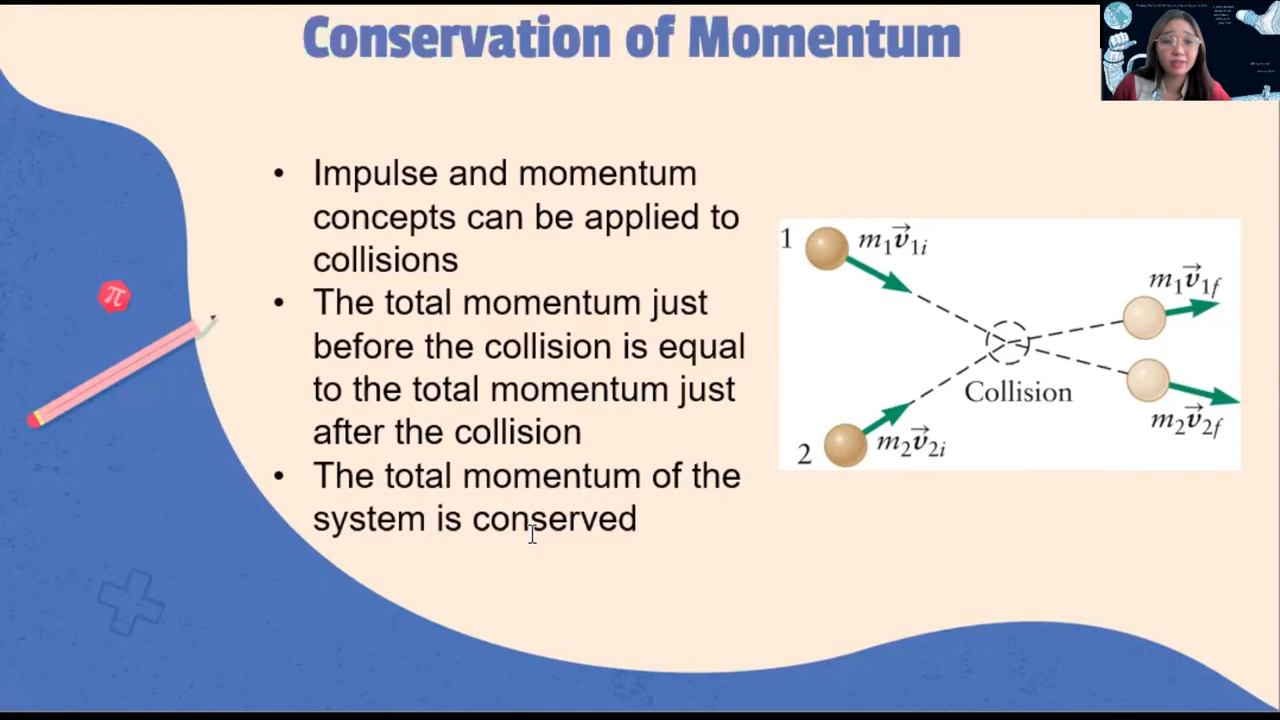 Conservation of Momentum
• Impulse and momentum
concepts can be applied to
collisions
• The total momentum just
before the collision is equal
to the total momentum just
after the collision
• The total momentum of the
system is conserved
1
m₁v⃗₁ᵢ
m₁v⃗₁f
Collision
2
m₂v⃗₂ᵢ
m₂v⃗₂f
π